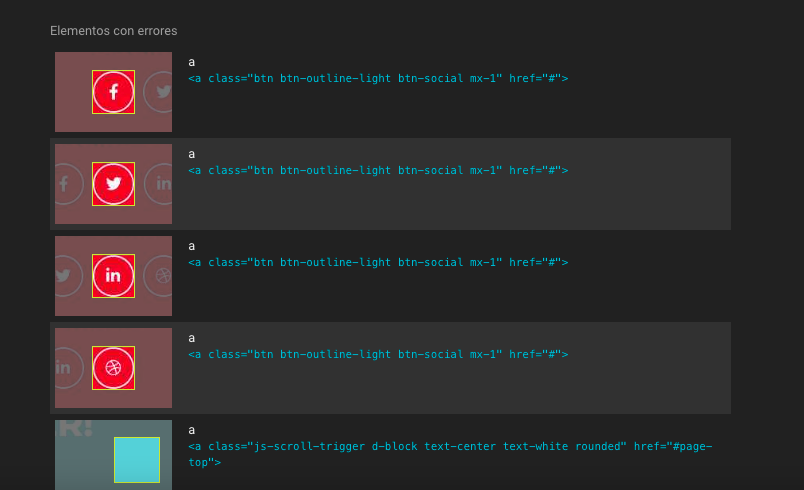 Elementos con errores
a
<a class="btn btn-outline-light btn-social mx-1" href="#">
a
<a class="btn btn-outline-light btn-social mx-1" href="#">
f
in
a
<a class="btn btn-outline-light btn-social mx-1" href="#">
in
a
<a class="btn btn-outline-light btn-social mx-1" href="#">
in
R!
a
<a class="js-scroll-trigger d-block text-center text-white rounded" href="#page-
top">